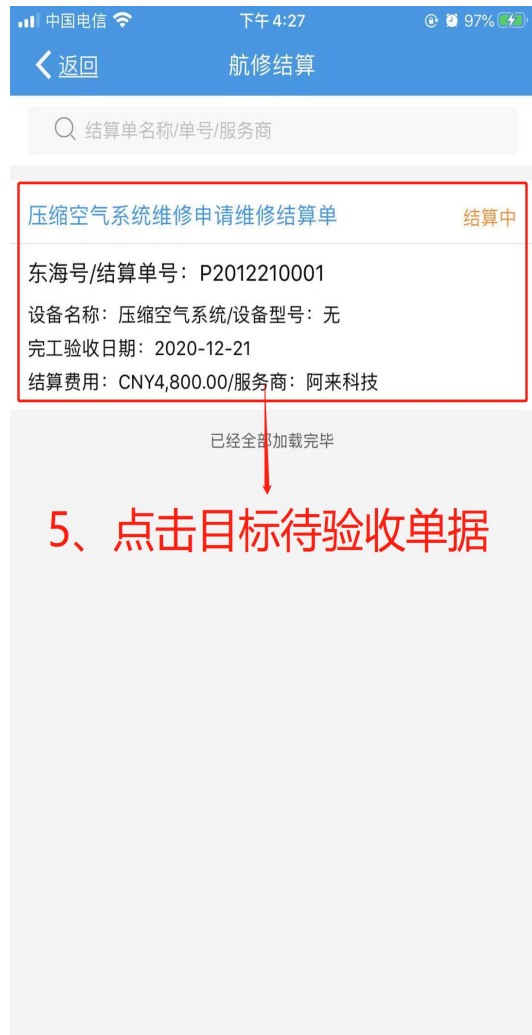 中国电信 下午4:27 97%
返回 航修结算
结算单名称/单号/服务商
压缩空气系统维修申请维修结算单 结算中
东海号/结算单号：P2012210001
设备名称：压缩空气系统/设备型号：无
完工验收日期：2020-12-21
结算费用：CNY4,800.00/服务商：阿来科技
已经全部加载完毕
5、点击目标待验收单据